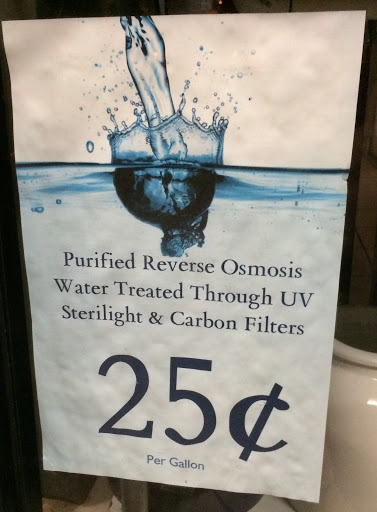 Purified Reverse Osmosis
Water Treated Through UV
Sterilight & Carbon Filters
25¢
Per Gallon